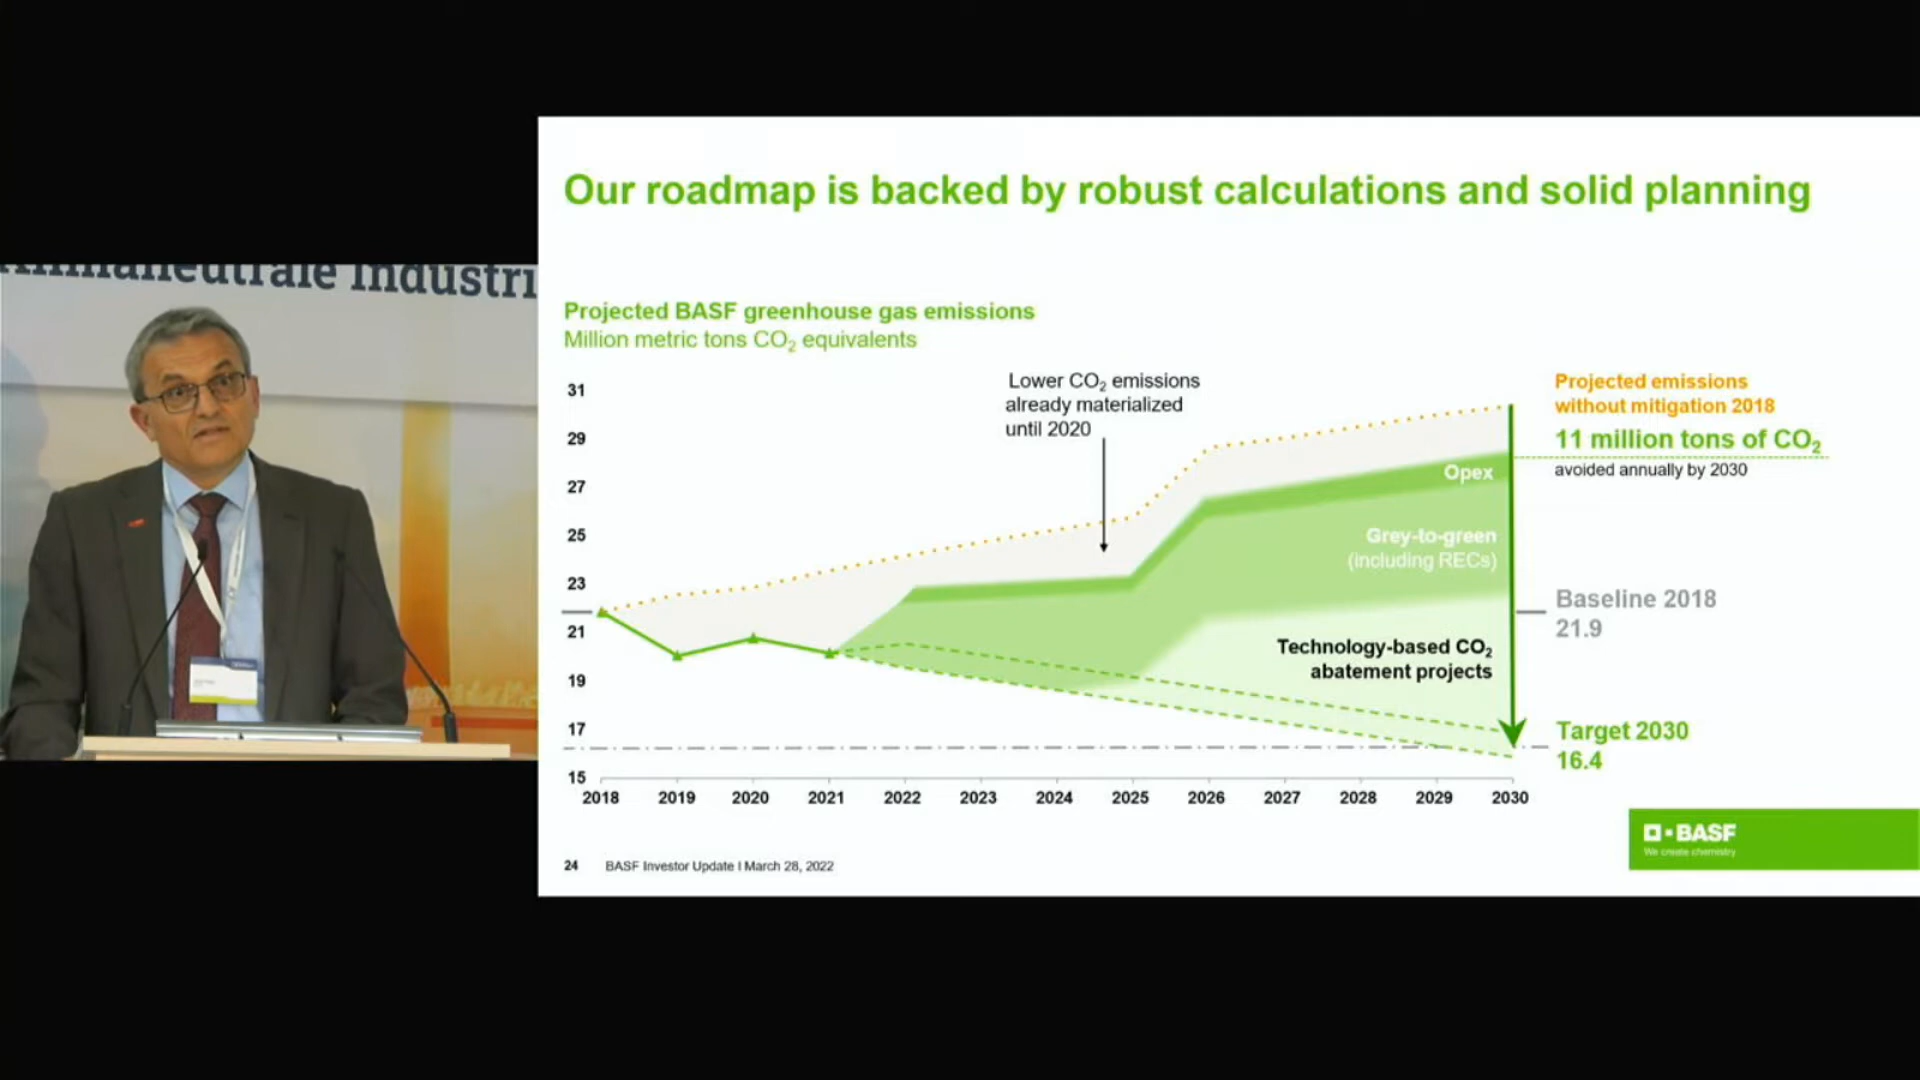 Klimaneutrale Industri
Our roadmap is backed by robust calculations and solid planning
Projected BASF greenhouse gas emissions
Million metric tons CO₂ equivalents
31
29
27
25
23
21
19
17
15
2018
2019
2020
2021
2022
2023
2024
2025
2026
2027
2028
2029
2030
Lower CO₂ emissions
already materialized
until 2020
Opex
Grey-to-green
(including RECs)
Technology-based CO₂
abatement projects
Projected emissions
without mitigation 2018
11 million tons of CO₂
avoided annually by 2030
Baseline 2018
21.9
Target 2030
16.4
24 BASF Investor Update I March 28, 2022
BASF
We create chemistry